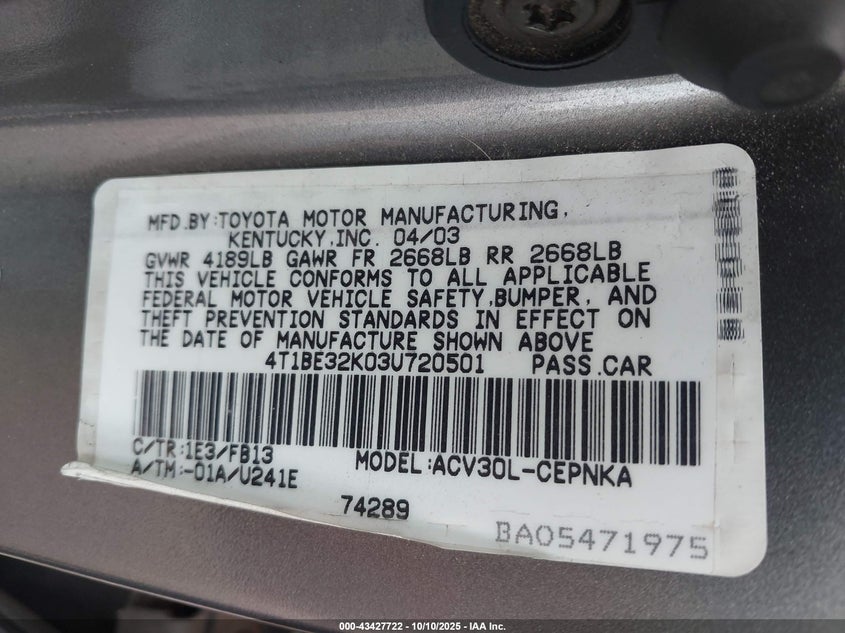 MFD.BY:TOYOTA MOTOR MANUFACTURING,
KENTUCKY,INC. 04/03
GVWR 4189LB GAWR FR 2668LB RR 2668LB
THIS VEHICLE CONFORMS TO ALL APPLICABLE
FEDERAL MOTOR VEHICLE SAFETY,BUMPER, AND
THEFT PREVENTION STANDARDS IN EFFECT ON
THE DATE OF MANUFACTURE SHOWN ABOVE
4T1BE32K03U720501 PASS.CAR
C/TR:1E3/FB13
A/TM:-01A/U241E
MODEL:ACV30L-CEPNKA
74289
BA05471975
000-43427722 - 10/10/2025 - IAA Inc.